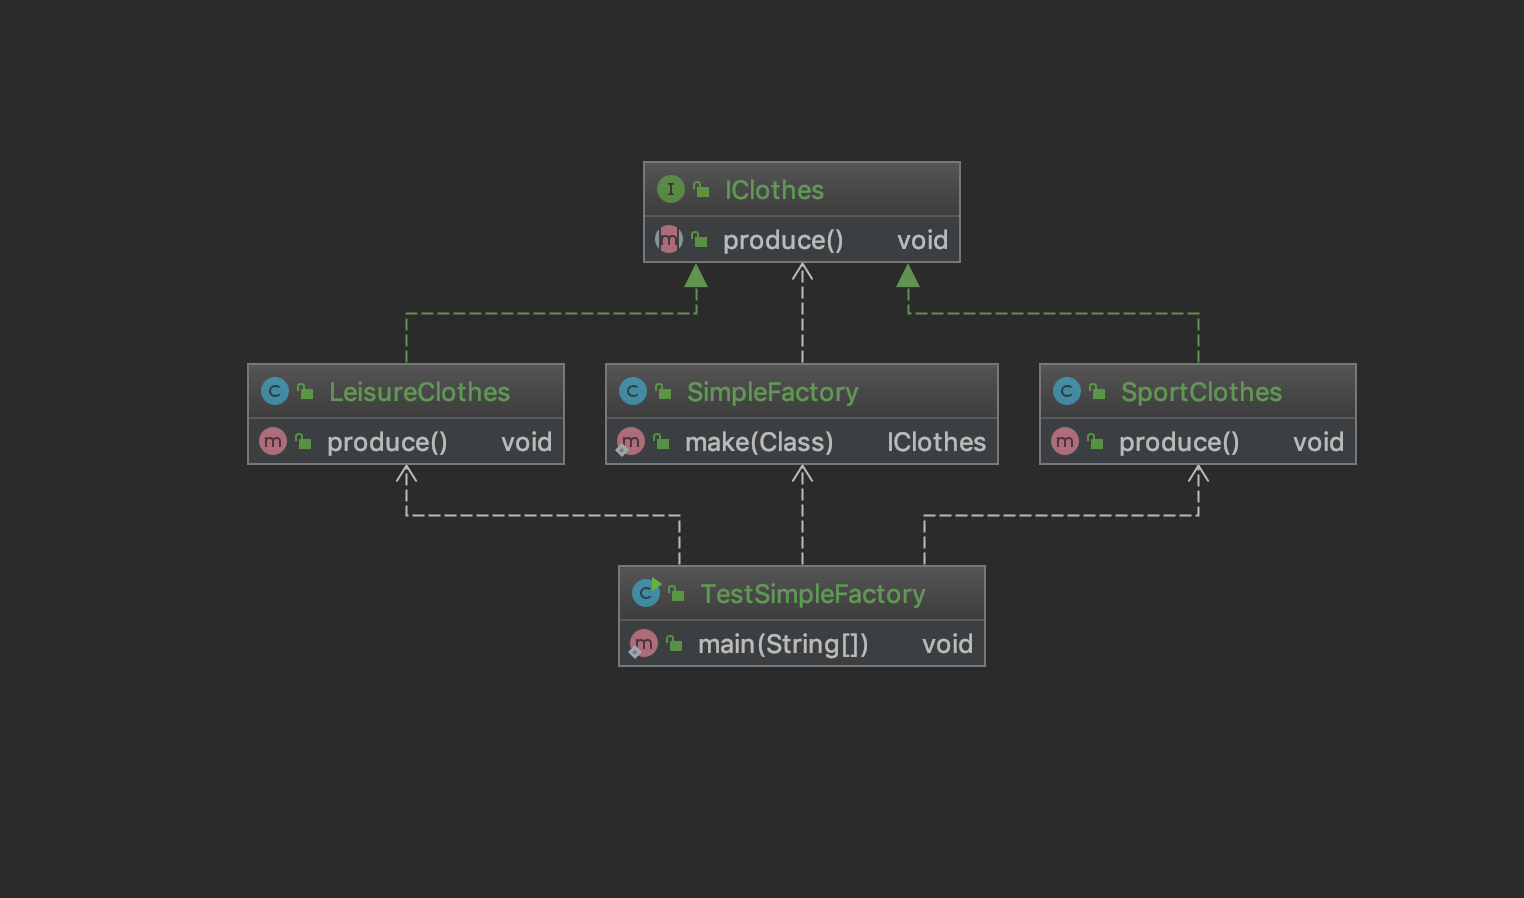 I IClothes
m produce() void
C LeisureClothes
m produce() void
C SimpleFactory
m make(Class) IClothes
C SportClothes
m produce() void
C TestSimpleFactory
m main(String[]) void